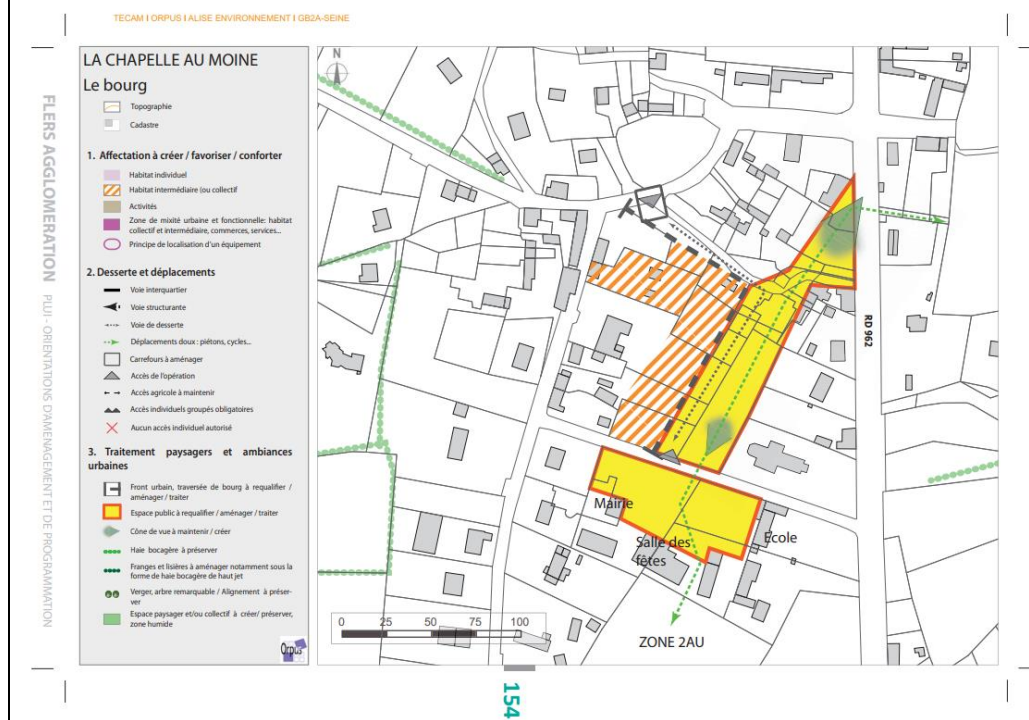 TECAM I ORPUS I ALISE ENVIRONNEMENT I GB2A-SEINE
FLERS AGGLOMERATION PLUI - ORIENTATIONS D'AMENAGEMENT ET DE PROGRAMMATION
LA CHAPELLE AU MOINE
Le bourg
Topographie
Cadastre
1. Affectation à créer / favoriser / conforter
Habitat individuel
Habitat intermédiaire (ou collectif
Activités
Zone de mixité urbaine et fonctionnelle: habitat
collectif et intermédiaire, commerces, services...
Principe de localisation d'un équipement
2. Desserte et déplacements
Voie interquartier
Voie structurante
Voie de desserte
Déplacements doux : piétons, cycles...
Carrefours à aménager
Accès de l'opération
Accès agricole à maintenir
Accès individuels groupés obligatoires
Aucun accès individuel autorisé
3. Traitement paysagers et ambiances
urbaines
Front urbain, traversée de bourg à requalifier /
aménager / traiter
Espace public à requalifier / aménager / traiter
Cône de vue à maintenir / créer
Haie bocagère à préserver
Franges et lisières à aménager notamment sous la
forme de haie bocagère de haut jet
Verger, arbre remarquable / Alignement à préser-
ver
Espace paysager et/ou collectif à créer/ préserver,
zone humide
Orpus
N
RD 962
Mairie
Salle des
fêtes
Ecole
0 25 50 75 100
ZONE 2AU
154